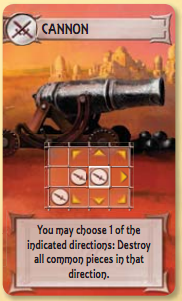 CANNON
You may choose 1 of the
indicated directions: Destroy
all common pieces in that
direction.